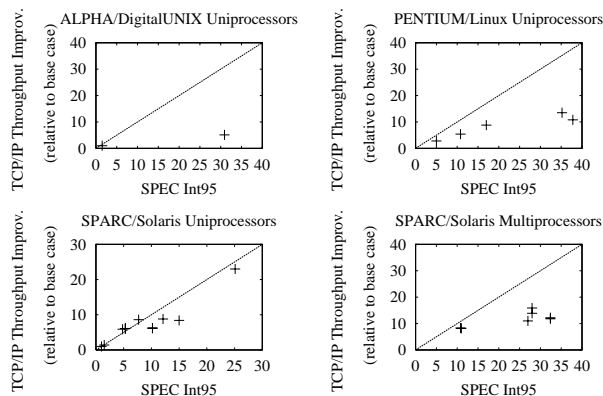 ALPHA/DigitalUNIX Uniprocessors
TCP/IP Throughput Improv.
(relative to base case)
40
30
20
10
0
0 5 10 15 20 25 30 35 40
SPEC Int95
PENTIUM/Linux Uniprocessors
TCP/IP Throughput Improv.
(relative to base case)
40
30
20
10
0
0 5 10 15 20 25 30 35 40
SPEC Int95
SPARC/Solaris Uniprocessors
TCP/IP Throughput Improv.
(relative to base case)
30
20
10
0
0 5 10 15 20 25 30
SPEC Int95
SPARC/Solaris Multiprocessors
TCP/IP Throughput Improv.
(relative to base case)
40
30
20
10
0
0 5 10 15 20 25 30 35 40
SPEC Int95